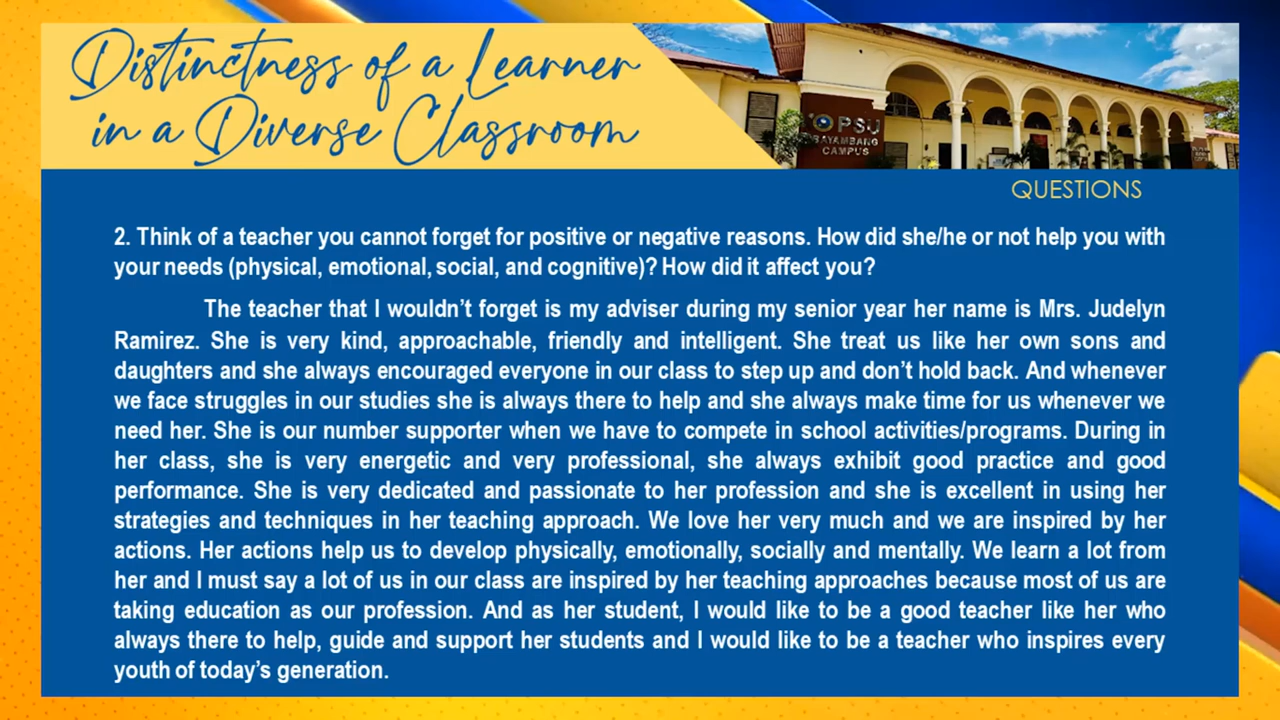 Distinctness of a Learner
in a Diverse Classroom
PSU
BAYAMBANG
CAMPUS
QUESTIONS
2. Think of a teacher you cannot forget for positive or negative reasons. How did she/he or not help you with
your needs (physical, emotional, social, and cognitive)? How did it affect you?
The teacher that I wouldn't forget is my adviser during my senior year her name is Mrs. Judelyn
Ramirez. She is very kind, approachable, friendly and intelligent. She treat us like her own sons and
daughters and she always encouraged everyone in our class to step up and don't hold back. And whenever
we face struggles in our studies she is always there to help and she always make time for us whenever we
need her. She is our number supporter when we have to compete in school activities/programs. During in
her class, she is very energetic and very professional, she always exhibit good practice and good
performance. She is very dedicated and passionate to her profession and she is excellent in using her
strategies and techniques in her teaching approach. We love her very much and we are inspired by her
actions. Her actions help us to develop physically, emotionally, socially and mentally. We learn a lot from
her and I must say a lot of us in our class are inspired by her teaching approaches because most of us are
taking education as our profession. And as her student, I would like to be a good teacher like her who
always there to help, guide and support her students and I would like to be a teacher who inspires every
youth of today's generation.